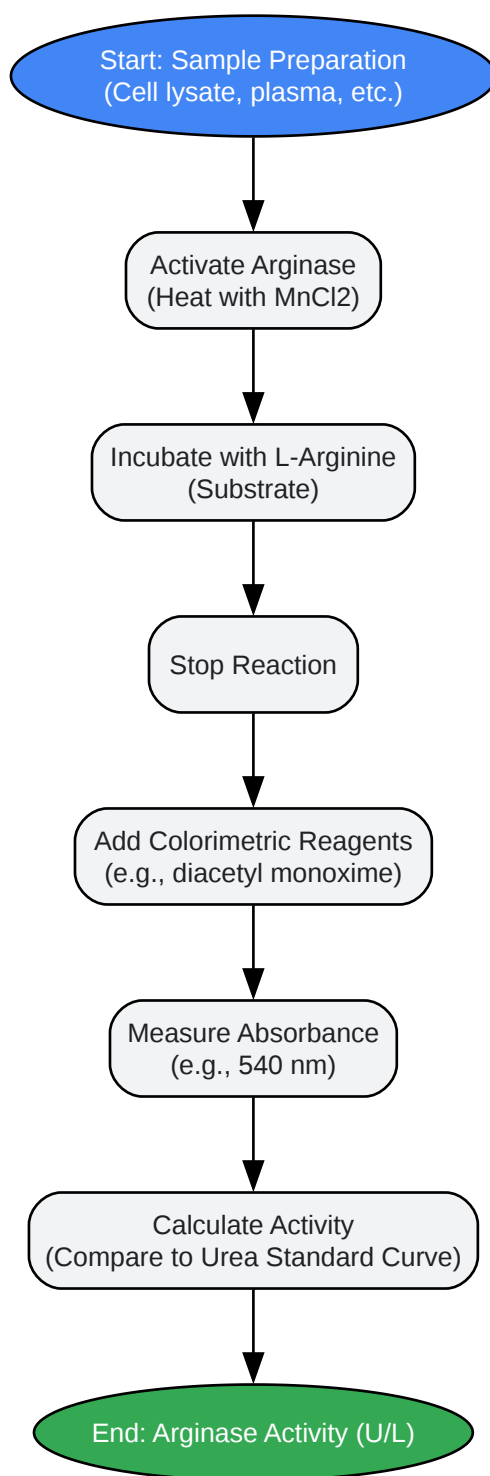 Start: Sample Preparation
(Cell lysate, plasma, etc.)
Activate Arginase
(Heat with MnCl2)
Incubate with L-Arginine
(Substrate)
Stop Reaction
Add Colorimetric Reagents
(e.g., diacetyl monoxime)
Measure Absorbance
(e.g., 540 nm)
Calculate Activity
(Compare to Urea Standard Curve)
End: Arginase Activity (U/L)